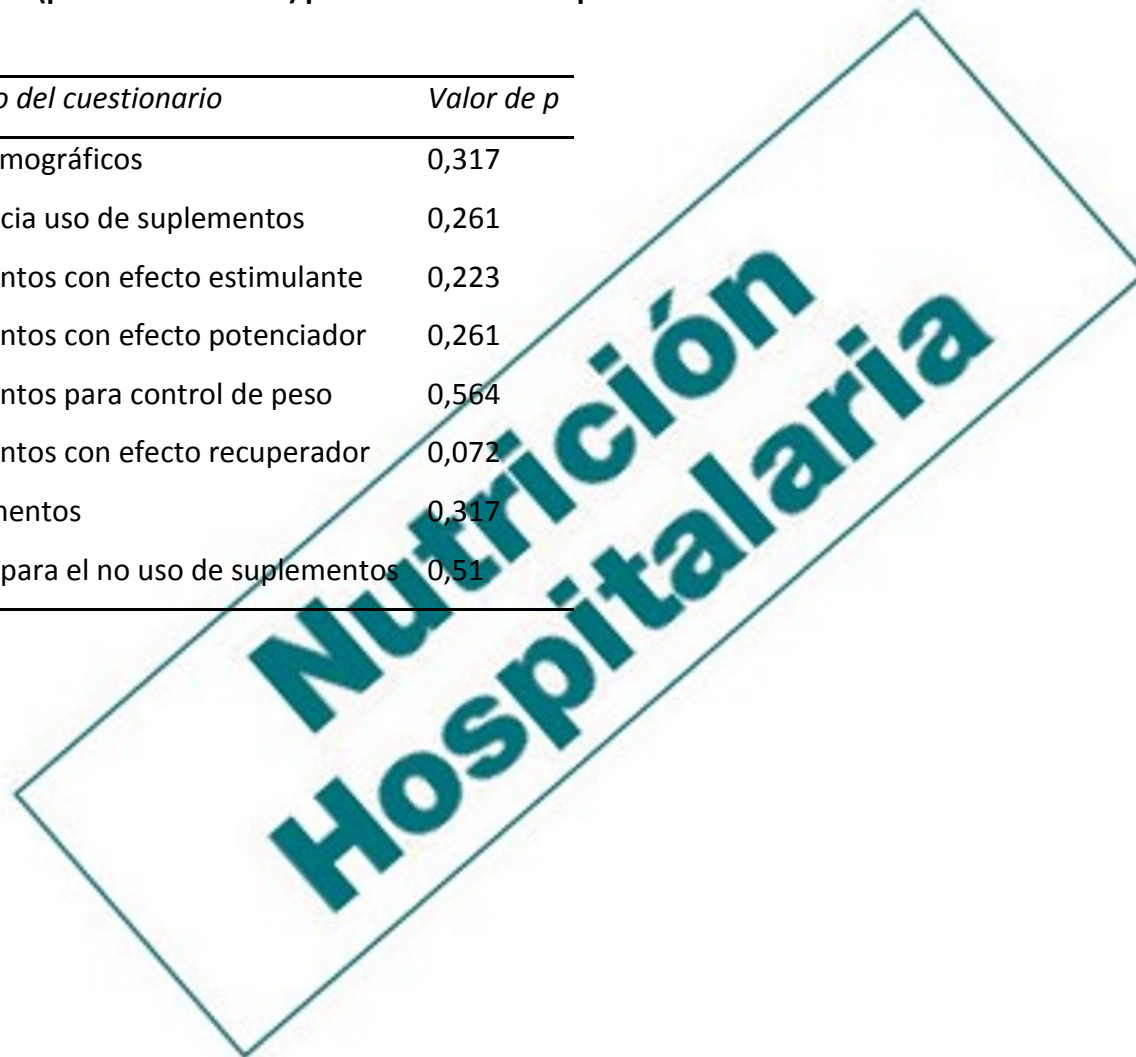 o del cuestionario Valor de p
mográficos 0,317
cia uso de suplementos 0,261
ntos con efecto estimulante 0,223
ntos con efecto potenciador 0,261
ntos para control de peso 0,564
ntos con efecto recuperador 0,072
mentos 0,317
para el no uso de suplementos 0,51
Nutrición
Hospitalaria